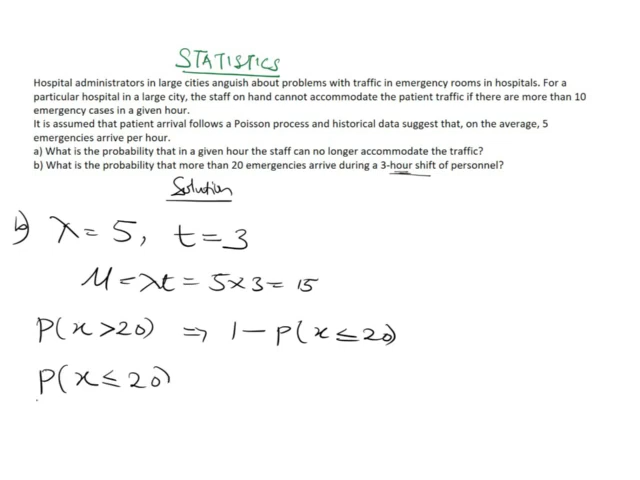 STATISTICS
Hospital administrators in large cities anguish about problems with traffic in emergency rooms in hospitals. For a
particular hospital in a large city, the staff on hand cannot accommodate the patient traffic if there are more than 10
emergency cases in a given hour.
It is assumed that patient arrival follows a Poisson process and historical data suggest that, on the average, 5
emergencies arrive per hour.
a) What is the probability that in a given hour the staff can no longer accommodate the traffic?
b) What is the probability that more than 20 emergencies arrive during a 3-hour shift of personnel?
Solution
b) λ = 5, t = 3
μ = λt = 5 × 3 = 15
P(x > 20) ⇒ 1 − P(x ≤ 20)
P(x ≤ 20)